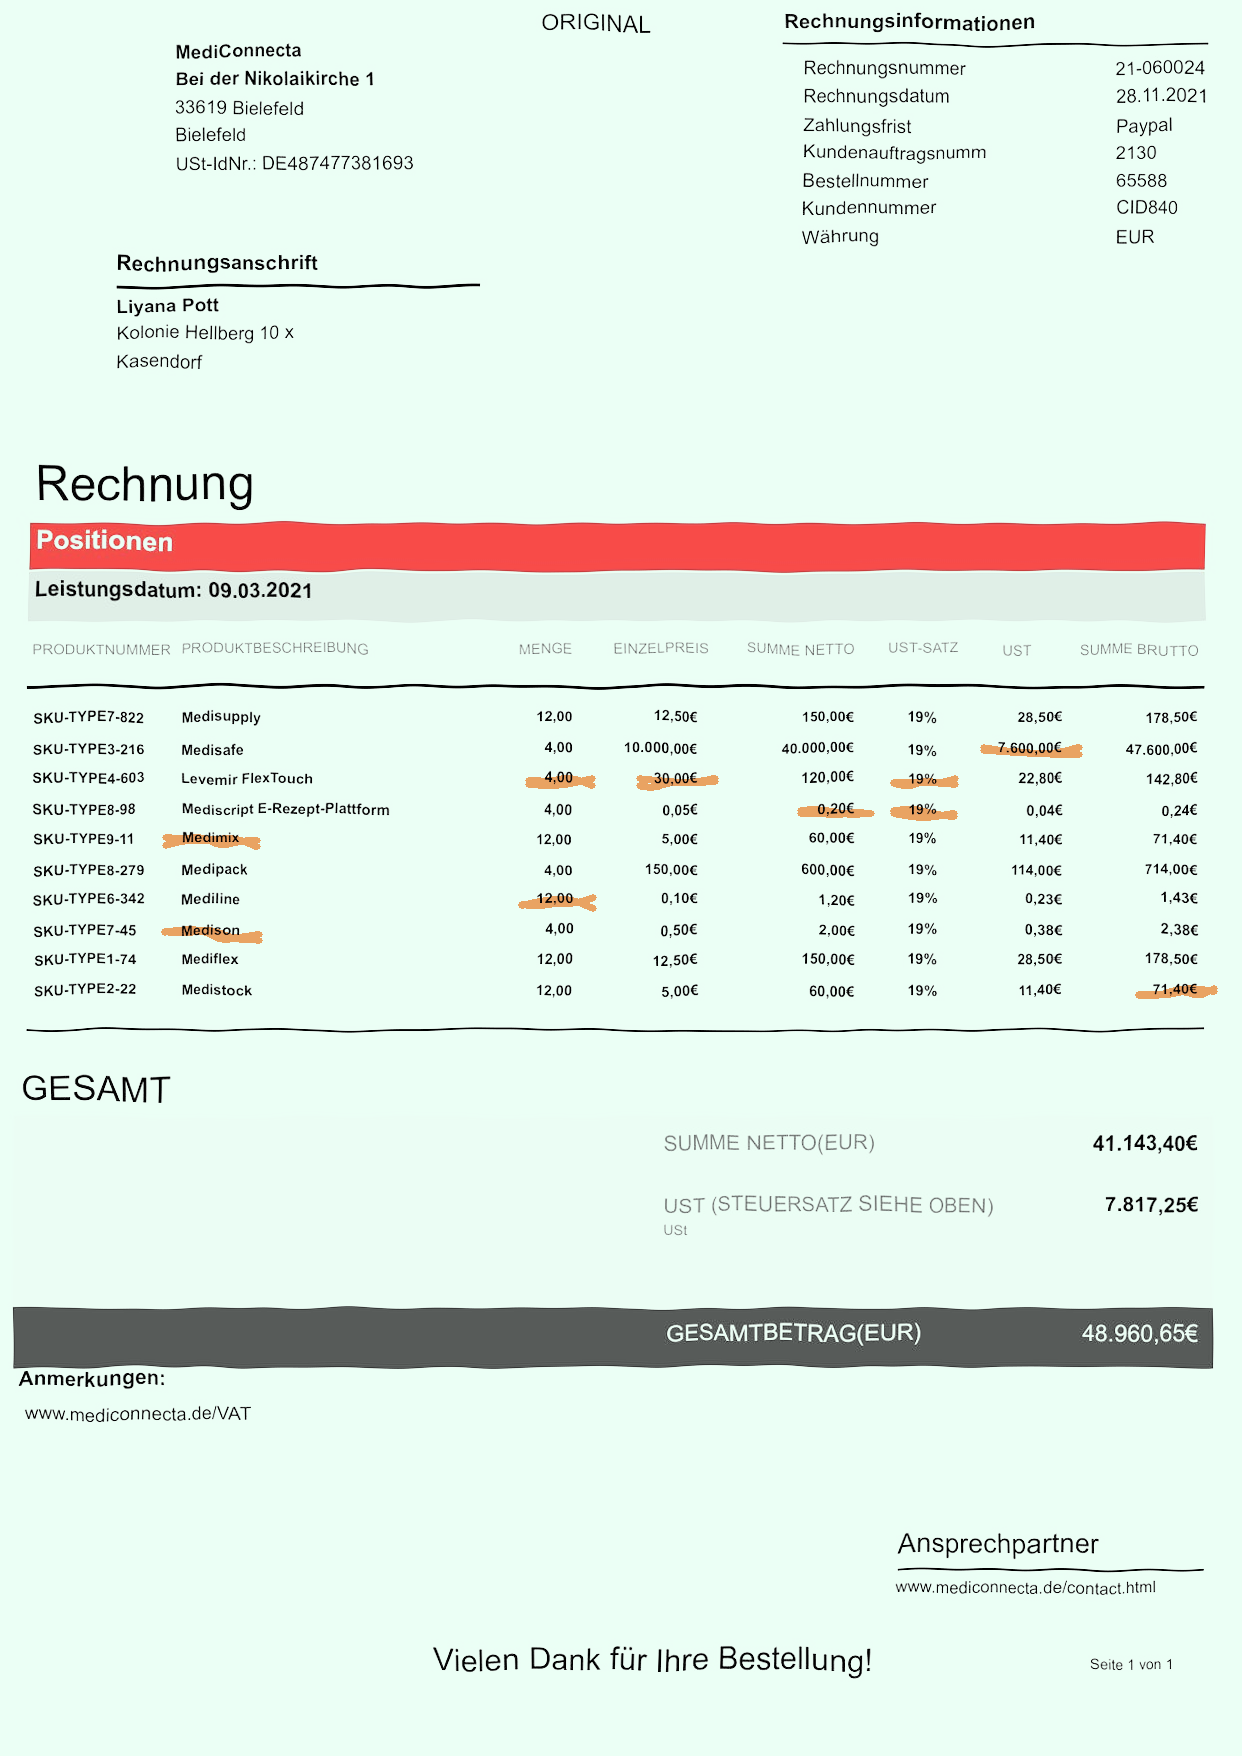 ORIGINAL
MediConnecta
Bei der Nikolaikirche 1
33619 Bielefeld
Bielefeld
USt-IdNr.: DE487477381693
Rechnungsinformationen
Rechnungsnummer 21-060024
Rechnungsdatum 28.11.2021
Zahlungsfrist Paypal
Kundenauftragsnumm 2130
Bestellnummer 65588
Kundennummer CID840
Währung EUR
Rechnungsanschrift
Liyana Pott
Kolonie Hellberg 10 x
Kasendorf
Rechnung
Positionen
Leistungsdatum: 09.03.2021
PRODUKTNUMMER PRODUKTBESCHREIBUNG MENGE EINZELPREIS SUMME NETTO UST-SATZ UST SUMME BRUTTO
SKU-TYPE7-822 Medisupply 12,00 12,50€ 150,00€ 19% 28,50€ 178,50€
SKU-TYPE3-216 Medisafe 4,00 10.000,00€ 40.000,00€ 19% 7.600,00€ 47.600,00€
SKU-TYPE4-603 Levemir FlexTouch 4,00 30,00€ 120,00€ 19% 22,80€ 142,80€
SKU-TYPE8-98 Mediscript E-Rezept-Plattform 4,00 0,05€ 0,20€ 19% 0,04€ 0,24€
SKU-TYPE9-11 Medimix 12,00 5,00€ 60,00€ 19% 11,40€ 71,40€
SKU-TYPE8-279 Medipack 4,00 150,00€ 600,00€ 19% 114,00€ 714,00€
SKU-TYPE6-342 Mediline 12,00 0,10€ 1,20€ 19% 0,23€ 1,43€
SKU-TYPE7-45 Medison 4,00 0,50€ 2,00€ 19% 0,38€ 2,38€
SKU-TYPE1-74 Mediflex 12,00 12,50€ 150,00€ 19% 28,50€ 178,50€
SKU-TYPE2-22 Medistock 12,00 5,00€ 60,00€ 19% 11,40€ 71,40€
GESAMT
SUMME NETTO(EUR) 41.143,40€
UST (STEUERSATZ SIEHE OBEN) 7.817,25€
USt
GESAMTBETRAG(EUR) 48.960,65€
Anmerkungen:
www.mediconnecta.de/VAT
Ansprechpartner
www.mediconnecta.de/contact.html
Vielen Dank für Ihre Bestellung!
Seite 1 von 1